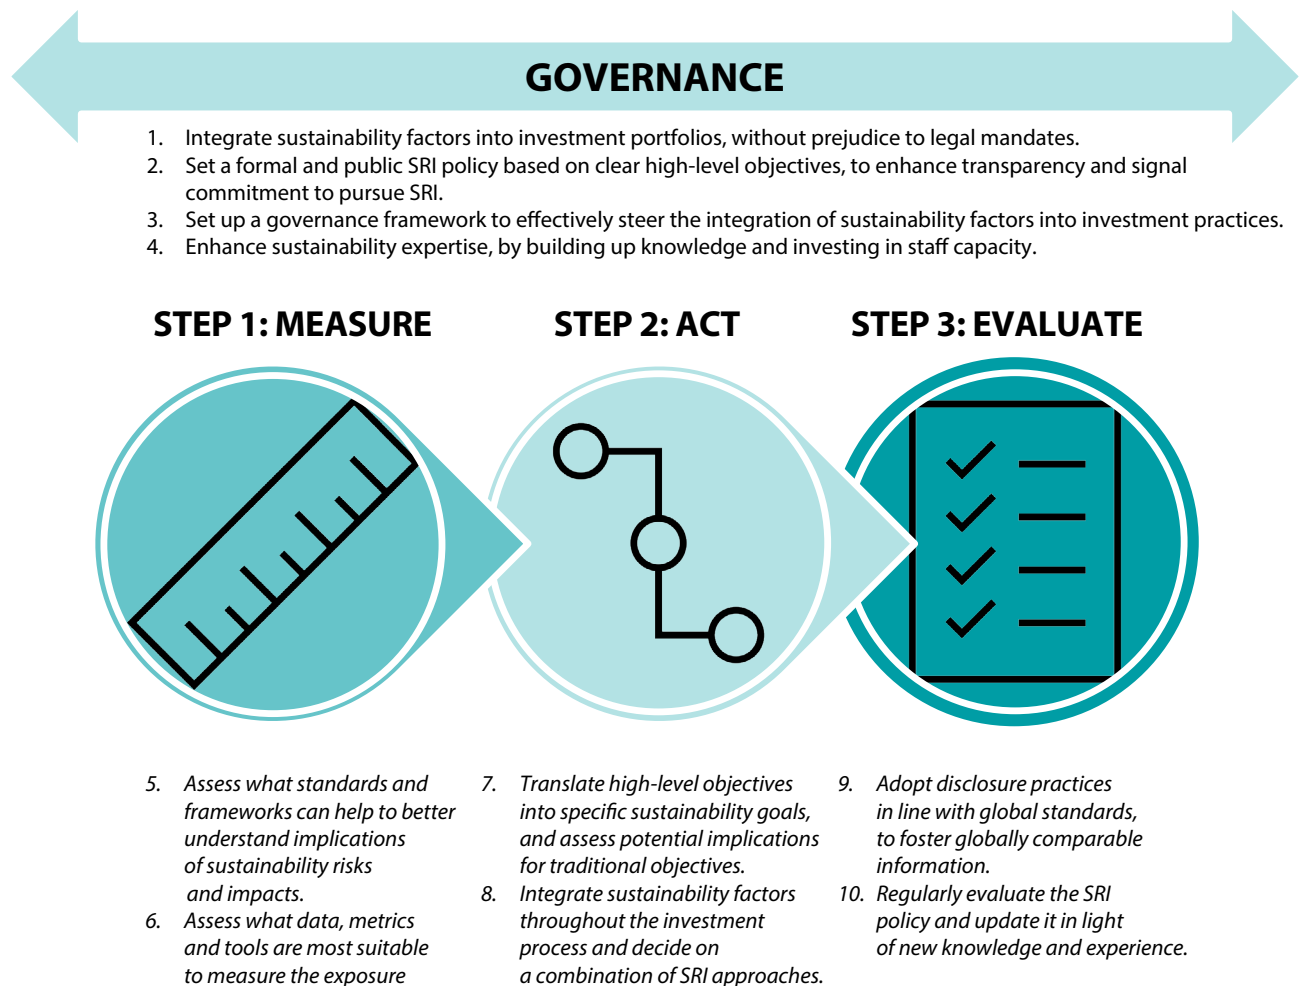 GOVERNANCE
1. Integrate sustainability factors into investment portfolios, without prejudice to legal mandates.
2. Set a formal and public SRI policy based on clear high-level objectives, to enhance transparency and signal
commitment to pursue SRI.
3. Set up a governance framework to effectively steer the integration of sustainability factors into investment practices.
4. Enhance sustainability expertise, by building up knowledge and investing in staff capacity.
STEP 1: MEASURE
STEP 2: ACT
STEP 3: EVALUATE
5. Assess what standards and
frameworks can help to better
understand implications
of sustainability risks
and impacts.
6. Assess what data, metrics
and tools are most suitable
to measure the exposure
7. Translate high-level objectives
into specific sustainability goals,
and assess potential implications
for traditional objectives.
8. Integrate sustainability factors
throughout the investment
process and decide on
a combination of SRI approaches.
9. Adopt disclosure practices
in line with global standards,
to foster globally comparable
information.
10. Regularly evaluate the SRI
policy and update it in light
of new knowledge and experience.